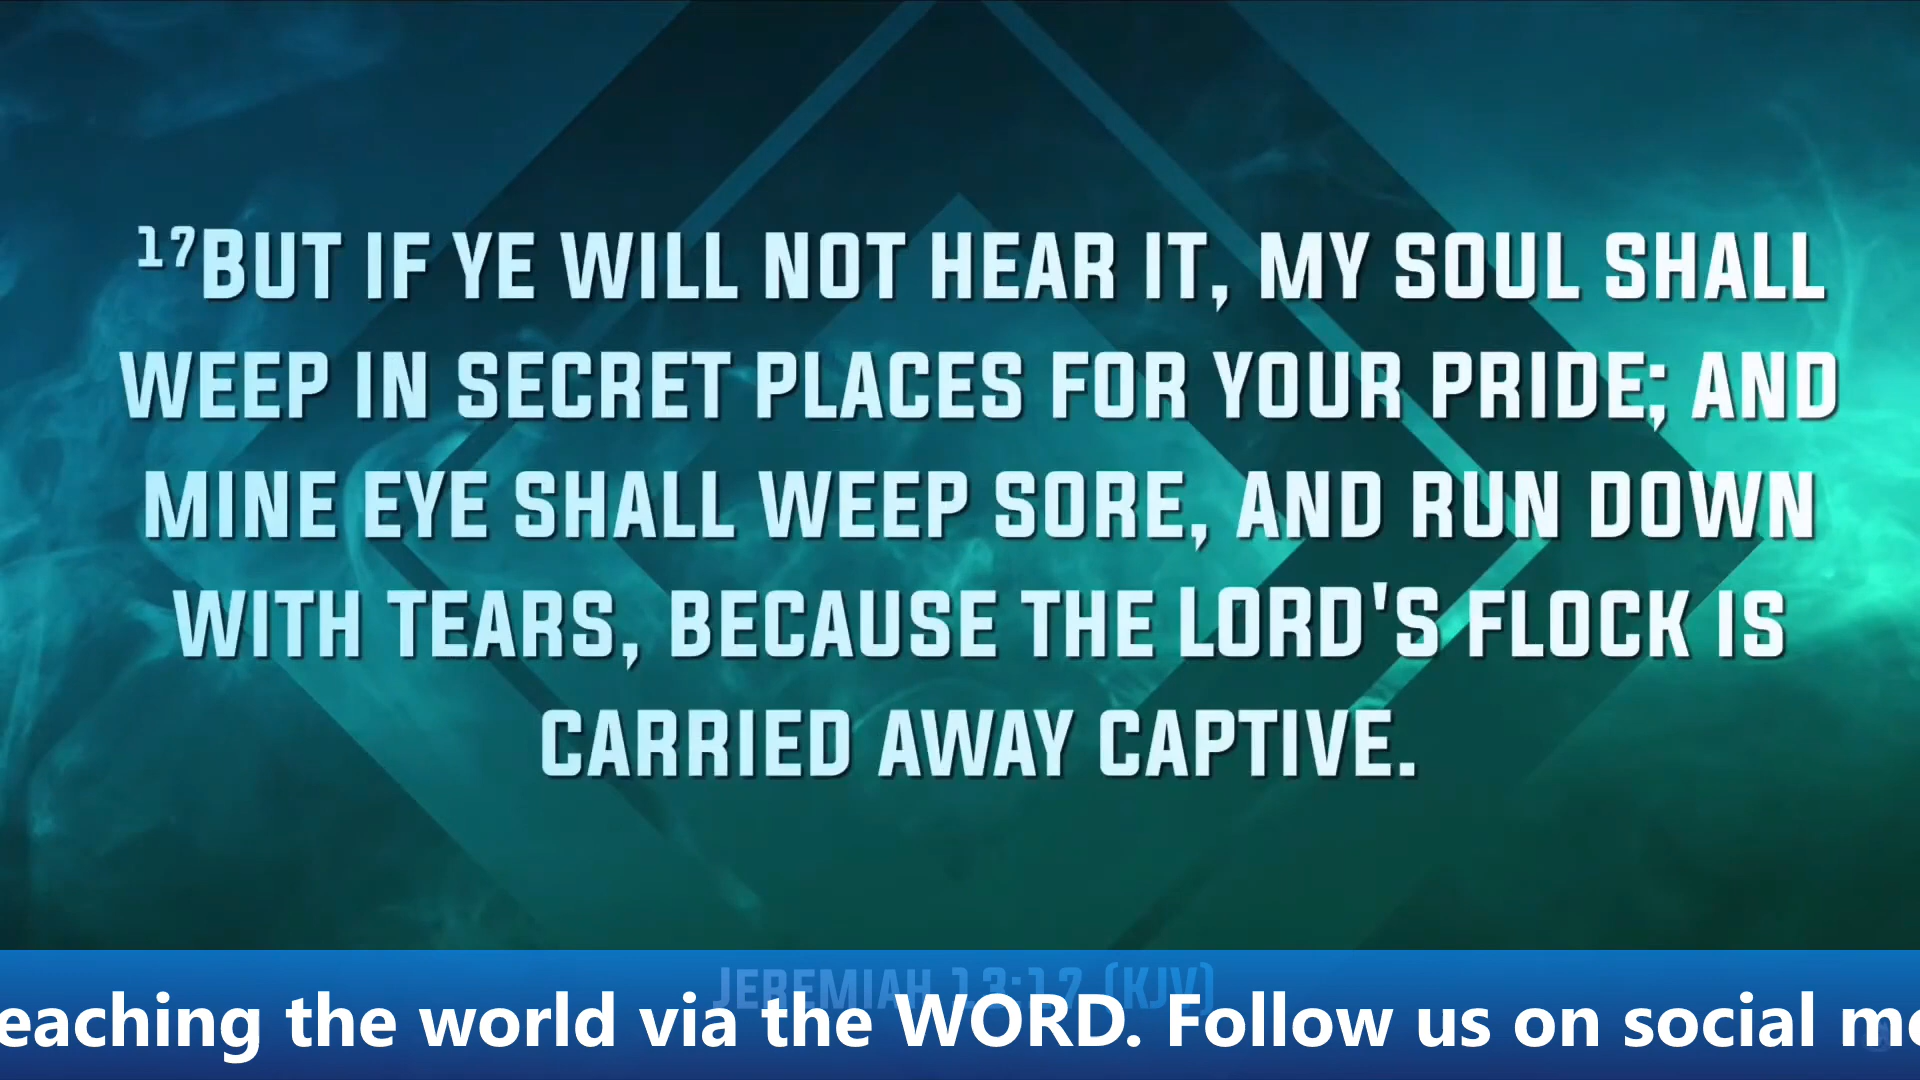 17BUT IF YE WILL NOT HEAR IT, MY SOUL SHALL
WEEP IN SECRET PLACES FOR YOUR PRIDE; AND
MINE EYE SHALL WEEP SORE, AND RUN DOWN
WITH TEARS, BECAUSE THE LORD'S FLOCK IS
CARRIED AWAY CAPTIVE.
JEREMIAH 13:17 (KJV)
eaching the world via the WORD. Follow us on social me